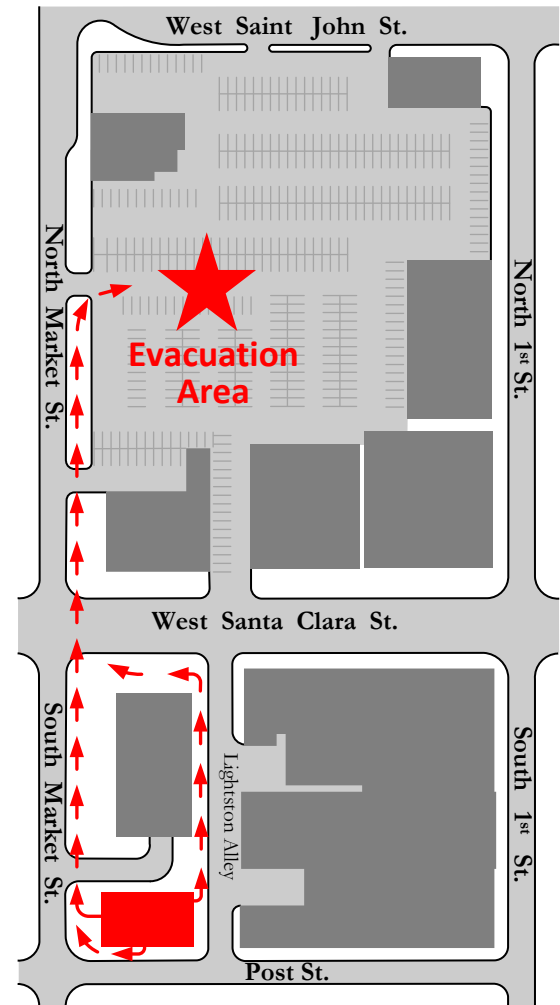 West Saint John St.
North Market St.
North 1st St.
Evacuation
Area
West Santa Clara St.
South Market St.
Lightston Alley
South 1st St.
Post St.